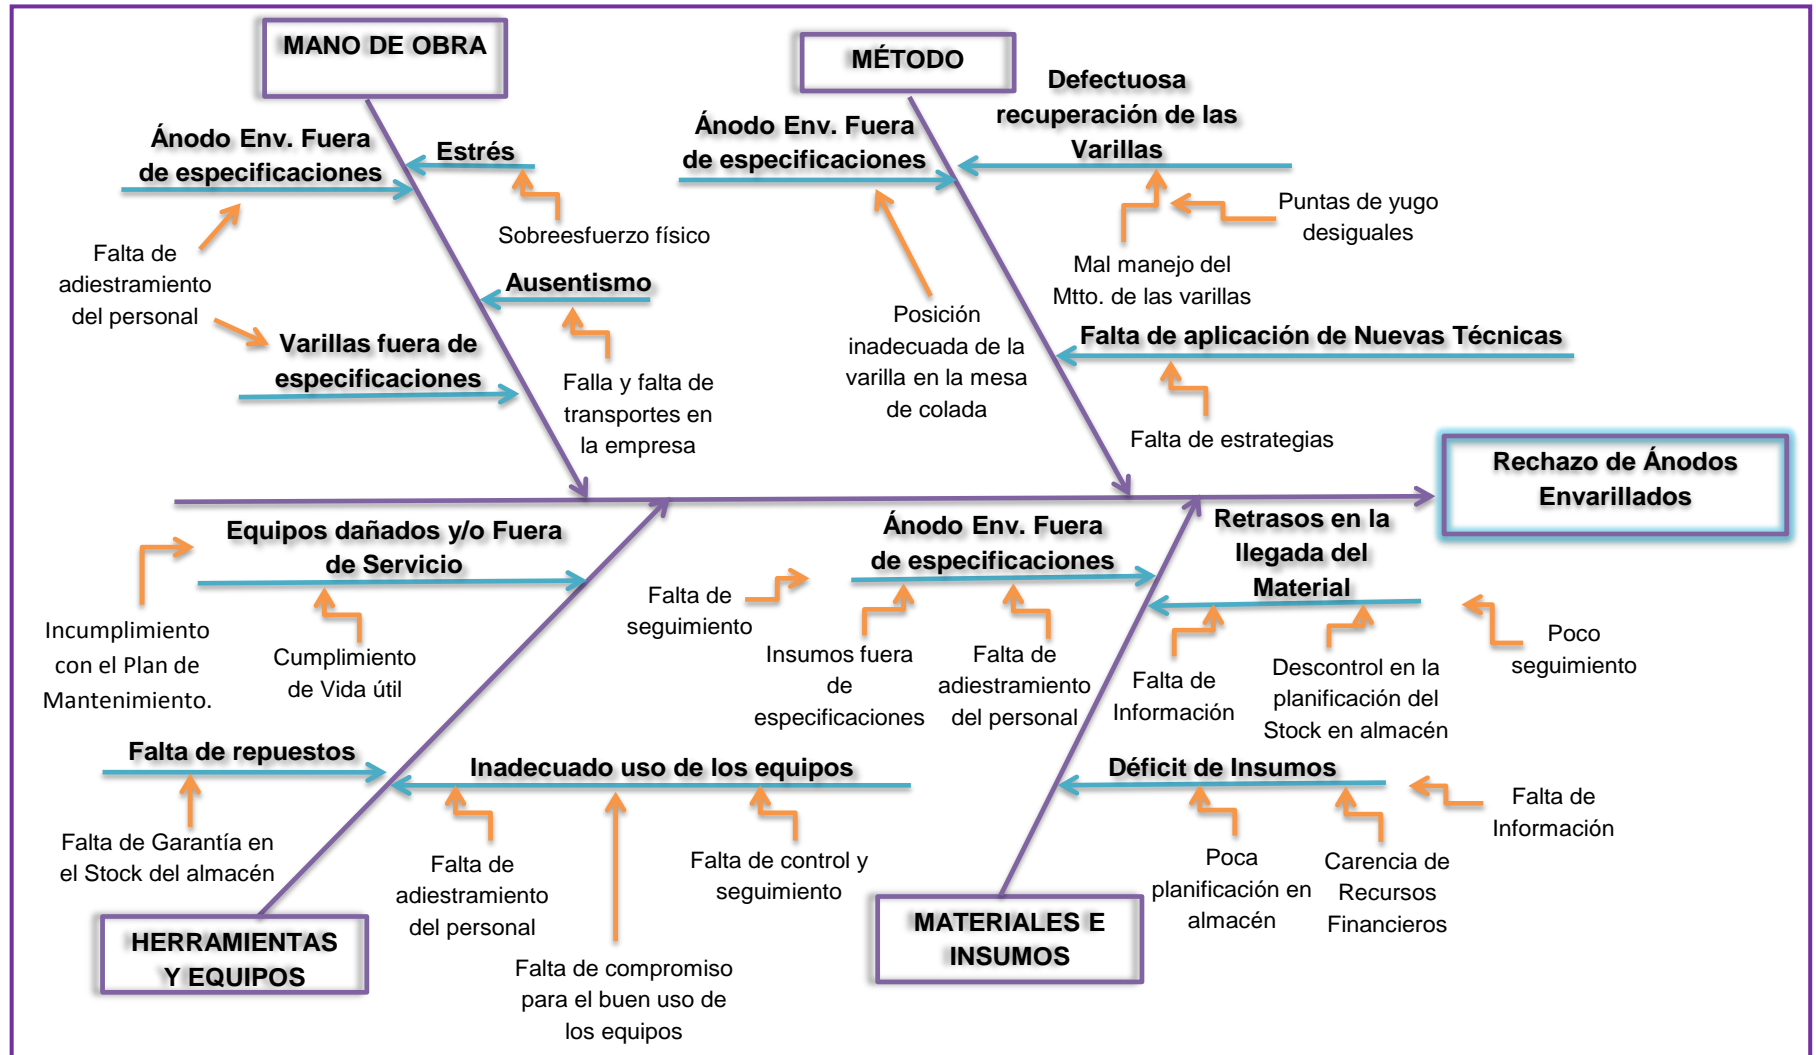 MANO DE OBRA
MÉTODO
Ánodo Env. Fuera
de especificaciones
Estrés
Sobreesfuerzo físico
Falta de
adiestramiento
del personal
Ausentismo
Varillas fuera de
especificaciones
Falla y falta de
transportes en
la empresa
Ánodo Env. Fuera
de especificaciones
Defectuosa
recuperación de las
Varillas
Puntas de yugo
desiguales
Mal manejo del
Mtto. de las varillas
Posición
inadecuada de la
varilla en la mesa
de colada
Falta de aplicación de Nuevas Técnicas
Falta de estrategias
Rechazo de Ánodos
Envarillados
Equipos dañados y/o Fuera
de Servicio
Incumplimiento
con el Plan de
Mantenimiento.
Cumplimiento
de Vida útil
Falta de repuestos
Falta de Garantía en
el Stock del almacén
Inadecuado uso de los equipos
Falta de
adiestramiento
del personal
Falta de compromiso
para el buen uso de
los equipos
Falta de control y
seguimiento
HERRAMIENTAS
Y EQUIPOS
Ánodo Env. Fuera
de especificaciones
Falta de
seguimiento
Insumos fuera
de
especificaciones
Falta de
adiestramiento
del personal
Retrasos en la
llegada del
Material
Falta de
Información
Descontrol en la
planificación del
Stock en almacén
Poco
seguimiento
Déficit de Insumos
Poca
planificación en
almacén
Carencia de
Recursos
Financieros
Falta de
Información
MATERIALES E
INSUMOS